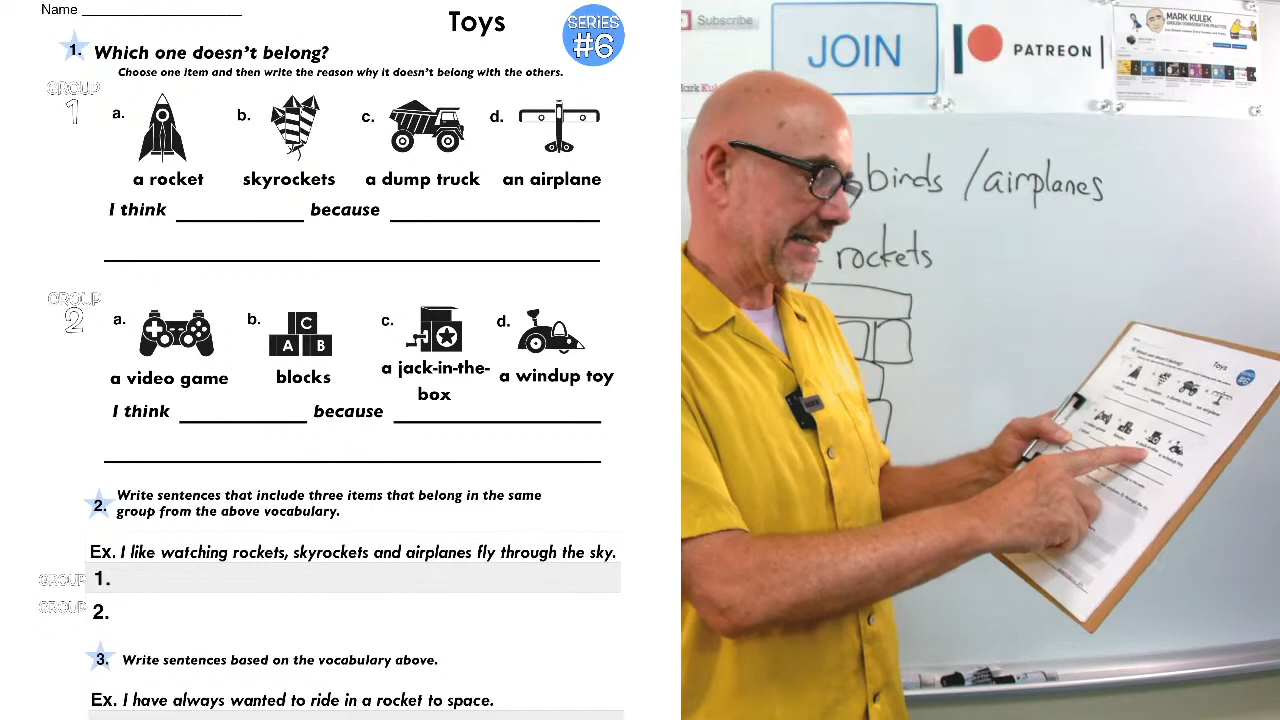 Name
Toys
SERIES
#6
1. Which one doesn't belong?
Choose one item and then write the reason why it doesn't belong with the others.
GROUP
1
a. b. c. d.
a rocket skyrockets a dump truck an airplane
I think because
GROUP
2
a. b. c. d.
C
A B
a video game blocks a jack-in-the-box a windup toy
I think because
2. Write sentences that include three items that belong in the same
group from the above vocabulary.
Ex. I like watching rockets, skyrockets and airplanes fly through the sky.
GROUP 1.
GROUP 2.
3. Write sentences based on the vocabulary above.
Ex. I have always wanted to ride in a rocket to space.
Subscribe
JOIN
PATREON
MARK KULEK
ark Kul
birds / airplanes
rockets
Toys
#6